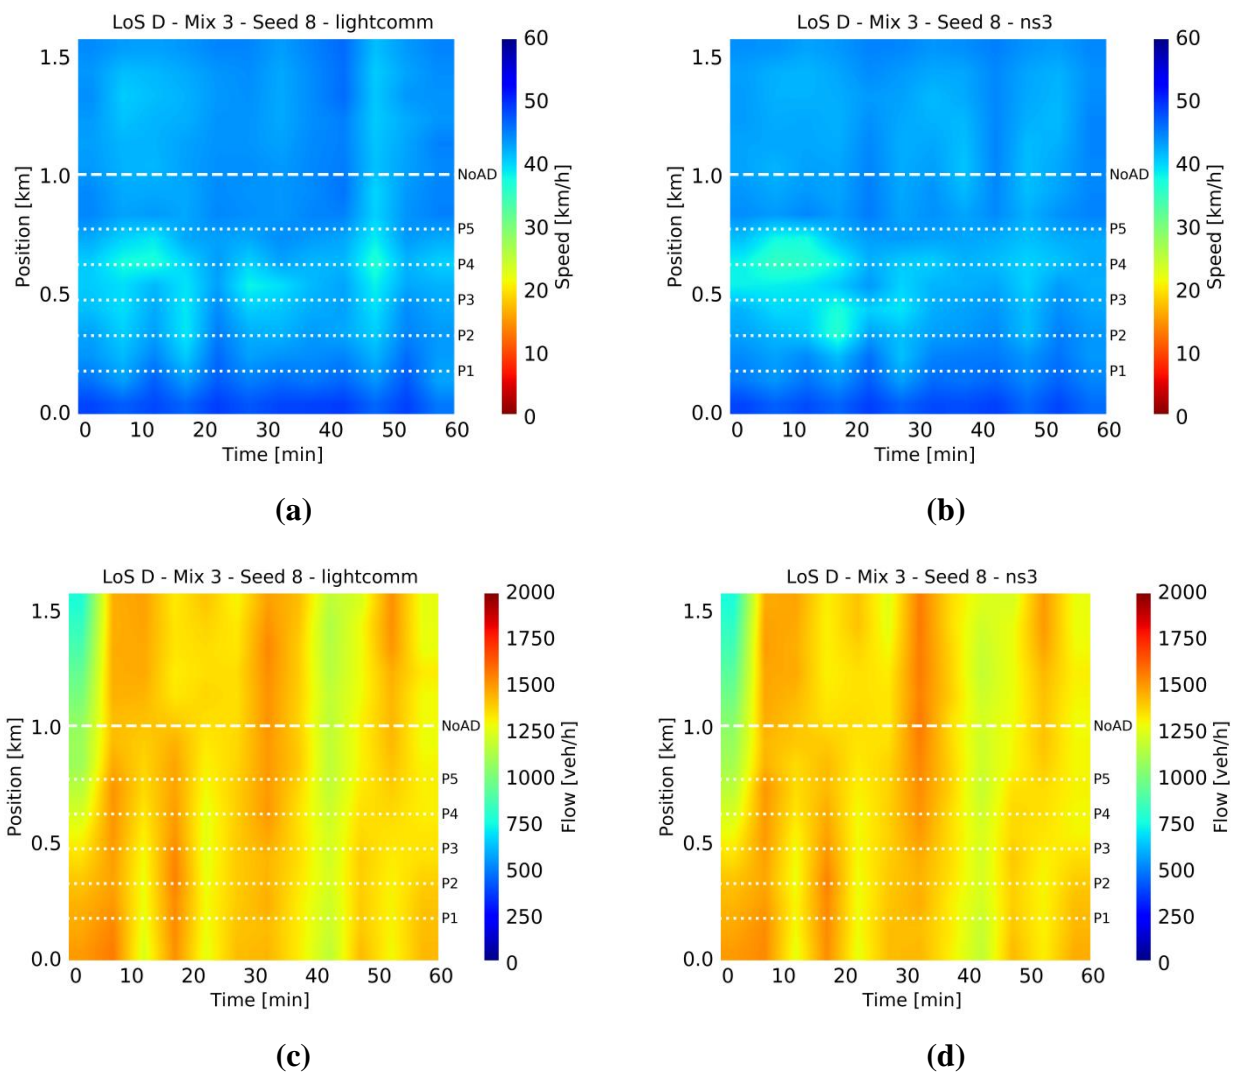 LoS D - Mix 3 - Seed 8 - lightcomm
1.5
1.0
0.5
0.0
Position [km]
NoAD
P5
P4
P3
P2
P1
0 10 20 30 40 50 60
Time [min]
60
50
40
30
20
10
0
Speed [km/h]
(a)
LoS D - Mix 3 - Seed 8 - ns3
1.5
1.0
0.5
0.0
Position [km]
NoAD
P5
P4
P3
P2
P1
0 10 20 30 40 50 60
Time [min]
60
50
40
30
20
10
0
Speed [km/h]
(b)
LoS D - Mix 3 - Seed 8 - lightcomm
1.5
1.0
0.5
0.0
Position [km]
NoAD
P5
P4
P3
P2
P1
0 10 20 30 40 50 60
Time [min]
2000
1750
1500
1250
1000
750
500
250
0
Flow [veh/h]
(c)
LoS D - Mix 3 - Seed 8 - ns3
1.5
1.0
0.5
0.0
Position [km]
NoAD
P5
P4
P3
P2
P1
0 10 20 30 40 50 60
Time [min]
2000
1750
1500
1250
1000
750
500
250
0
Flow [veh/h]
(d)